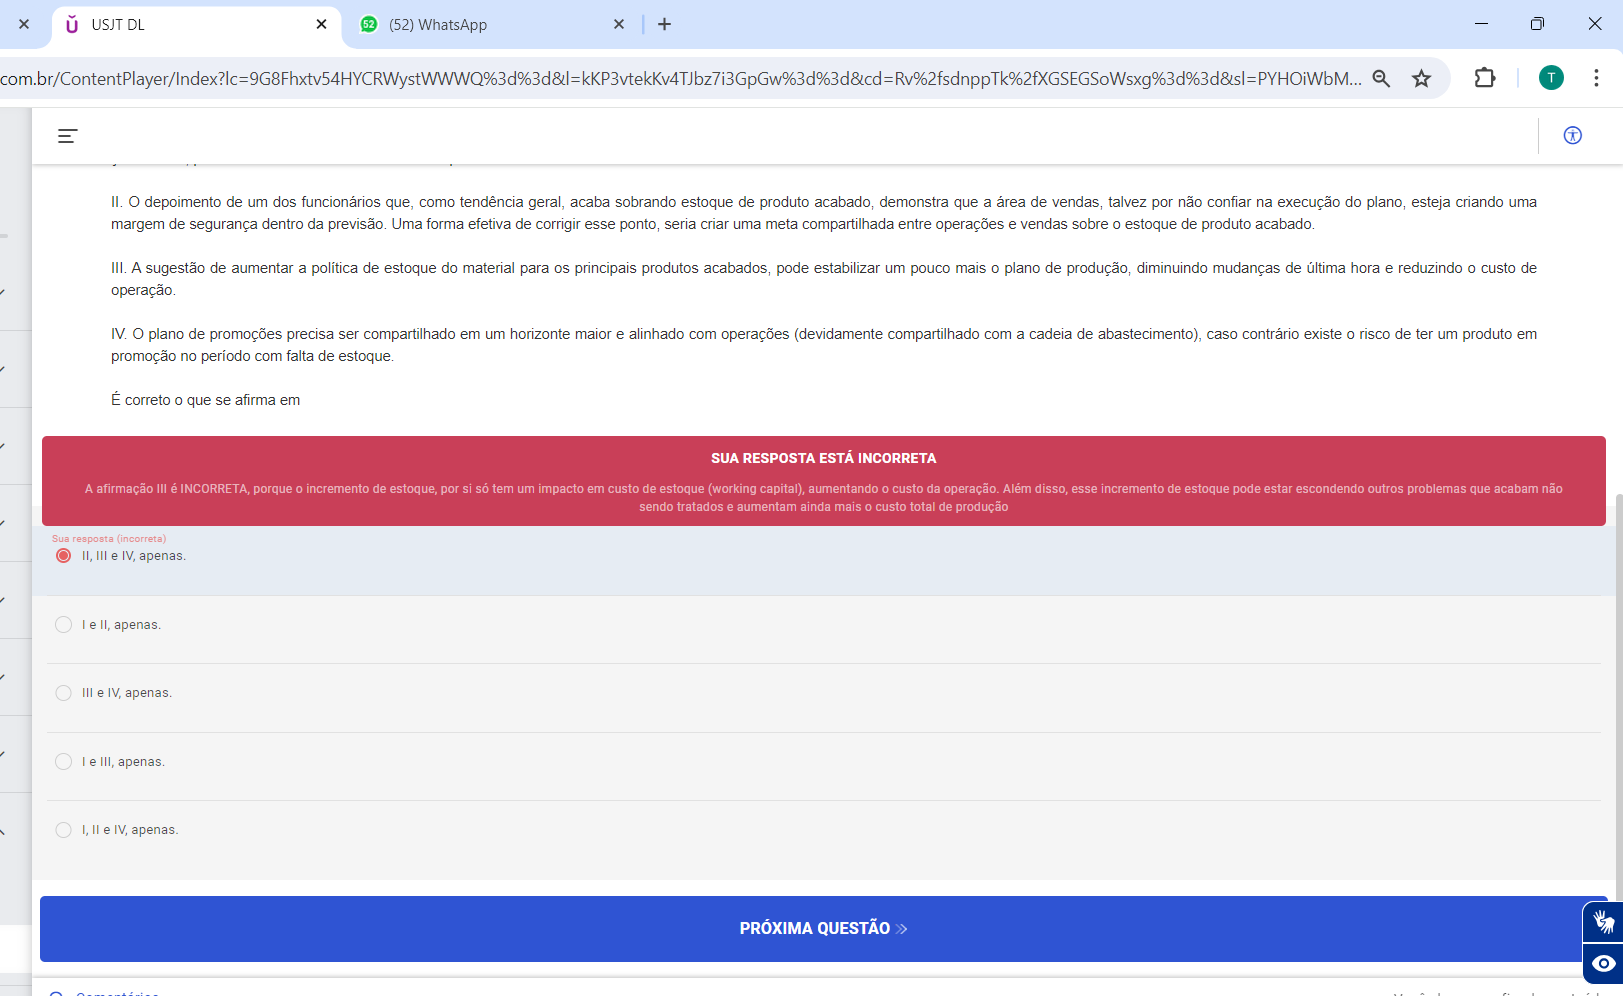 USJT DL
52
(52) WhatsApp
com.br/ContentPlayer/Index?lc=9G8Fhxtv54HYCRWystWWWQ%3d%3d&l=kKP3vtekKv4TJbz7i3GpGw%3d%3d&cd=Rv%2fsdnppTk%2fXGSEGSoWsxg%3d%3d&sl=PYHOiWbM...
T
II. O depoimento de um dos funcionários que, como tendência geral, acaba sobrando estoque de produto acabado, demonstra que a área de vendas, talvez por não confiar na execução do plano, esteja criando uma
margem de segurança dentro da previsão. Uma forma efetiva de corrigir esse ponto, seria criar uma meta compartilhada entre operações e vendas sobre o estoque de produto acabado.
III. A sugestão de aumentar a política de estoque do material para os principais produtos acabados, pode estabilizar um pouco mais o plano de produção, diminuindo mudanças de última hora e reduzindo o custo de
operação.
IV. O plano de promoções precisa ser compartilhado em um horizonte maior e alinhado com operações (devidamente compartilhado com a cadeia de abastecimento), caso contrário existe o risco de ter um produto em
promoção no período com falta de estoque.
É correto o que se afirma em
SUA RESPOSTA ESTÁ INCORRETA
A afirmação III é INCORRETA, porque o incremento de estoque, por si só tem um impacto em custo de estoque (working capital), aumentando o custo da operação. Além disso, esse incremento de estoque pode estar escondendo outros problemas que acabam não
sendo tratados e aumentam ainda mais o custo total de produção
Sua resposta (incorreta)
II, III e IV, apenas.
I e II, apenas.
III e IV, apenas.
I e III, apenas.
I, II e IV, apenas.
PRÓXIMA QUESTÃO
Comentários